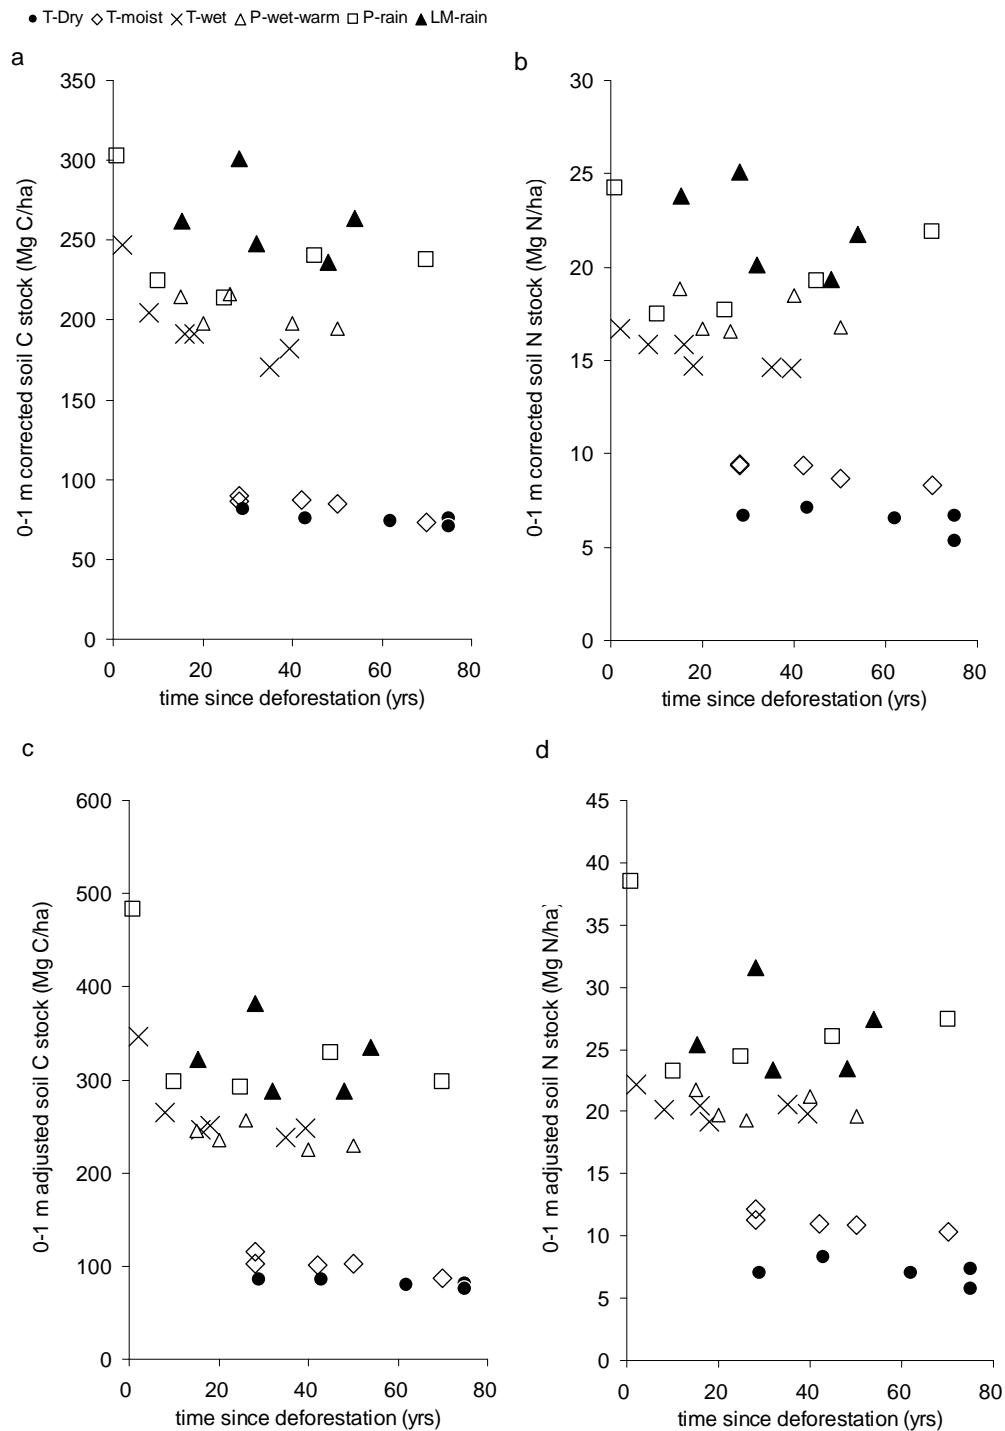 T-Dry T-moist T-wet P-wet-warm P-rain LM-rain
a
350
300
250
200
150
100
50
0
0 20 40 60 80
0-1 m corrected soil C stock (Mg C/ha)
time since deforestation (yrs)
b
30
25
20
15
10
5
0
0 20 40 60 80
0-1 m corrected soil N stock (Mg N/ha)
time since deforestation (yrs)
c
600
500
400
300
200
100
0
0 20 40 60 80
0-1 m adjusted soil C stock (Mg C/ha)
time since deforestation (yrs)
d
45
40
35
30
25
20
15
10
5
0
0 20 40 60 80
0-1 m adjusted soil N stock (Mg N/ha)
time since deforestation (yrs)